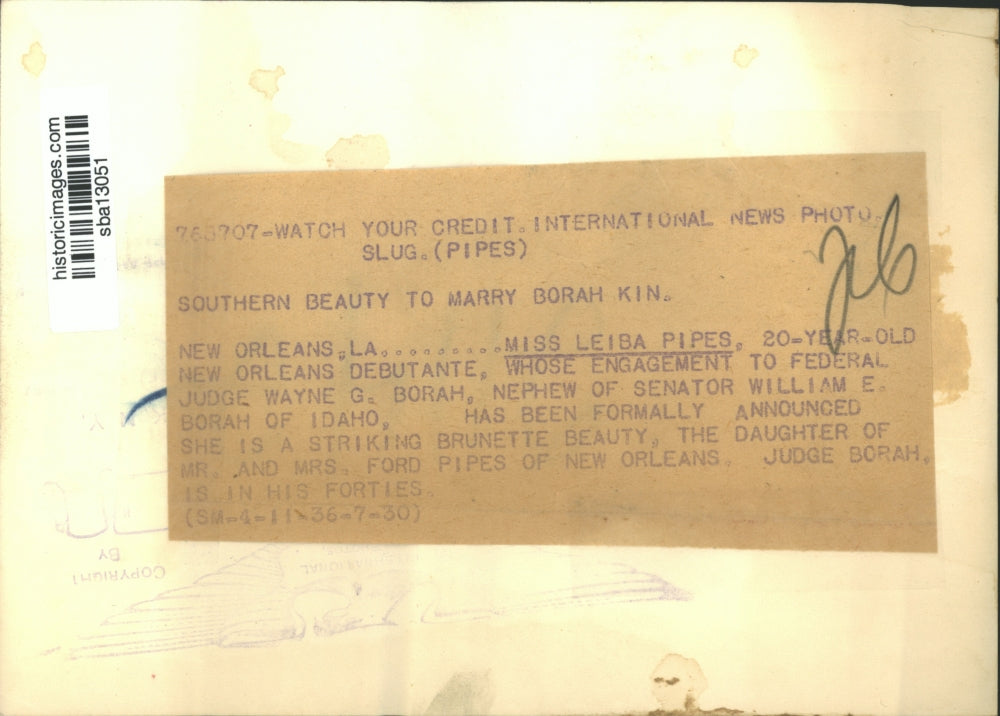 historicimages.com
sba13051
763707-WATCH YOUR CREDIT. INTERNATIONAL NEWS PHOTO.
SLUG.(PIPES)
SOUTHERN BEAUTY TO MARRY BORAH KIN.
NEW ORLEANS,LA..........MISS LEIBA PIPES, 20-YEAR-OLD
NEW ORLEANS DEBUTANTE, WHOSE ENGAGEMENT TO FEDERAL
JUDGE WAYNE G. BORAH, NEPHEW OF SENATOR WILLIAM E.
BORAH OF IDAHO, HAS BEEN FORMALLY ANNOUNCED
SHE IS A STRIKING BRUNETTE BEAUTY, THE DAUGHTER OF
MR. AND MRS. FORD PIPES OF NEW ORLEANS. JUDGE BORAH,
IS IN HIS FORTIES.
(SM-4-11-36-7-30)
COPYRIGHT
BY
INTERNATIONAL